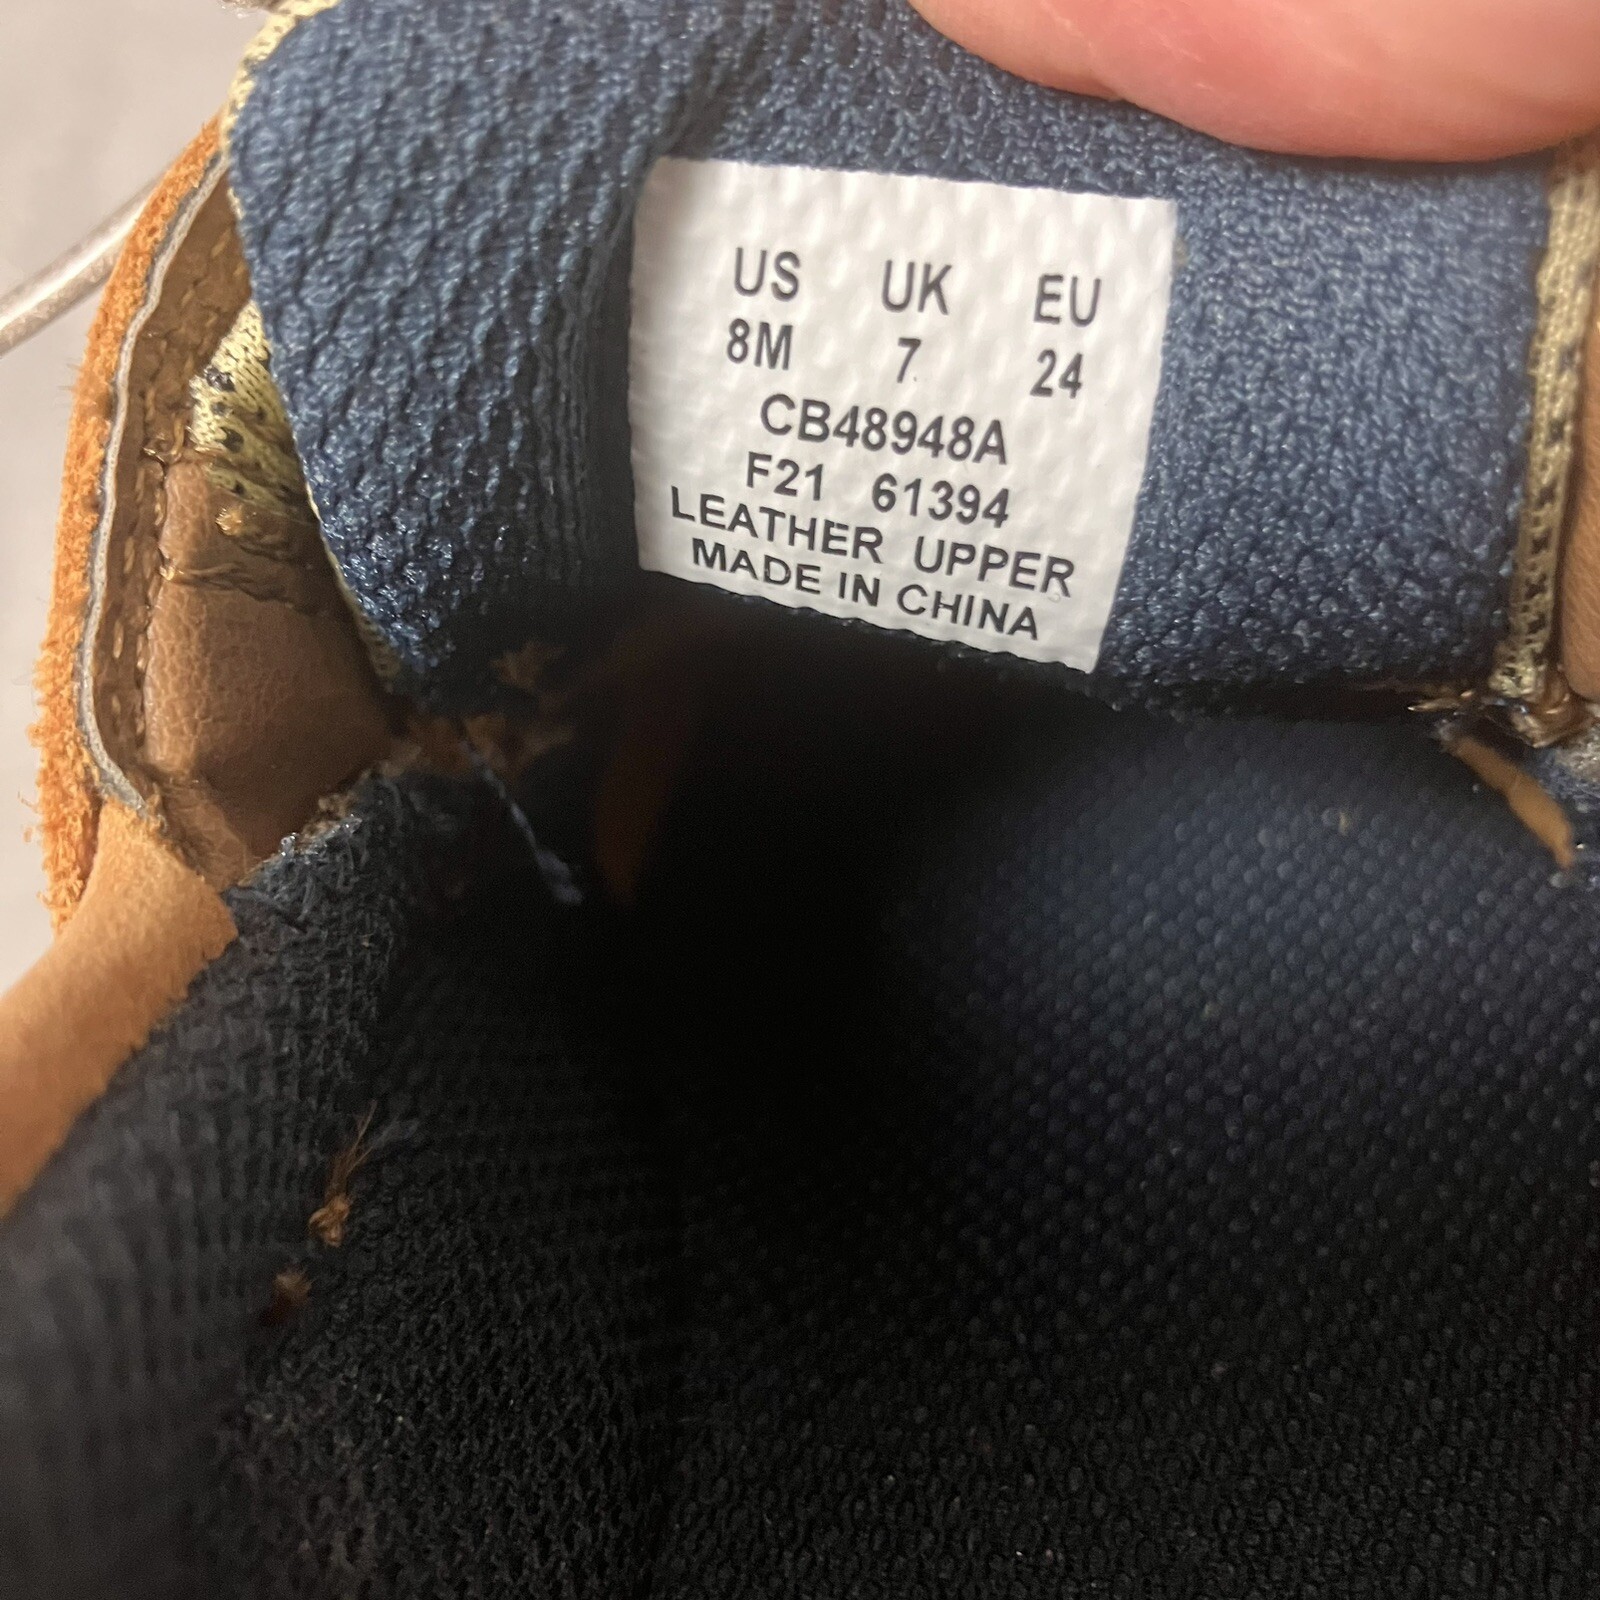 US UK EU
8M 7 24
CB48948A
F21 61394
LEATHER UPPER
MADE IN CHINA